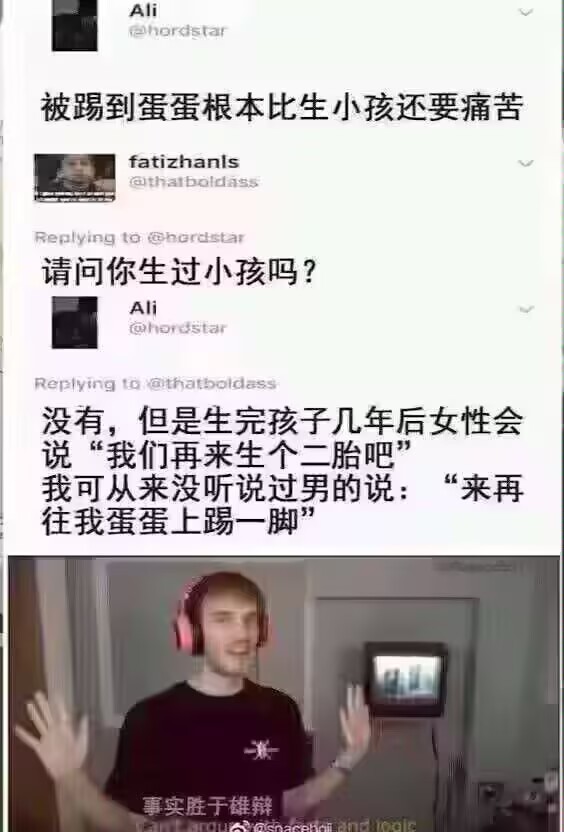 Ali
@hordstar
被踢到蛋蛋根本比生小孩还要痛苦
fatizhanls
@thatboldass
Replying to @hordstar
请问你生过小孩吗?
Ali
@hordstar
Replying to @thatboldass
没有，但是生完孩子几年后女性会
说“我们再来生个二胎吧”
我可从来没听说过男的说：“来再
往我蛋蛋上踢一脚”
事实胜于雄辩
can't argue with facts and logic